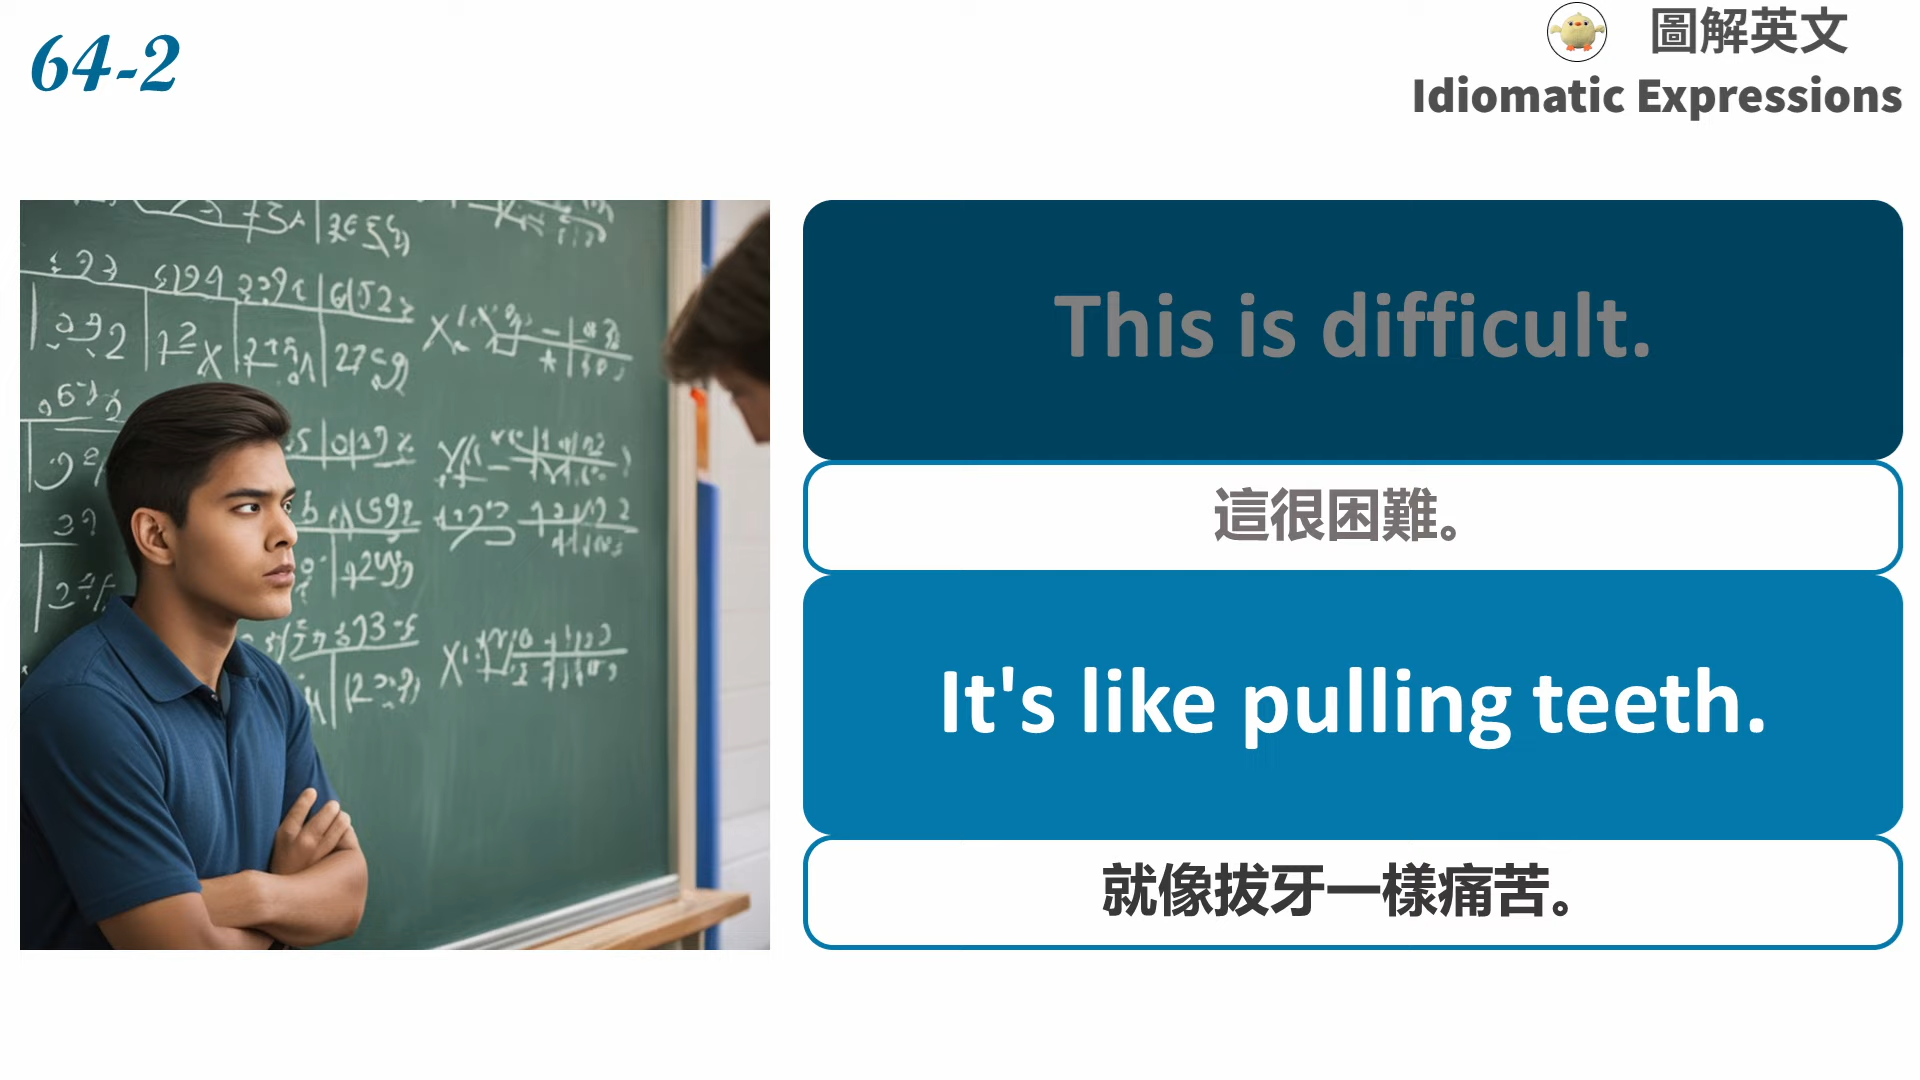 64-2
圖解英文
Idiomatic Expressions
This is difficult.
這很困難。
It's like pulling teeth.
就像拔牙一樣痛苦。